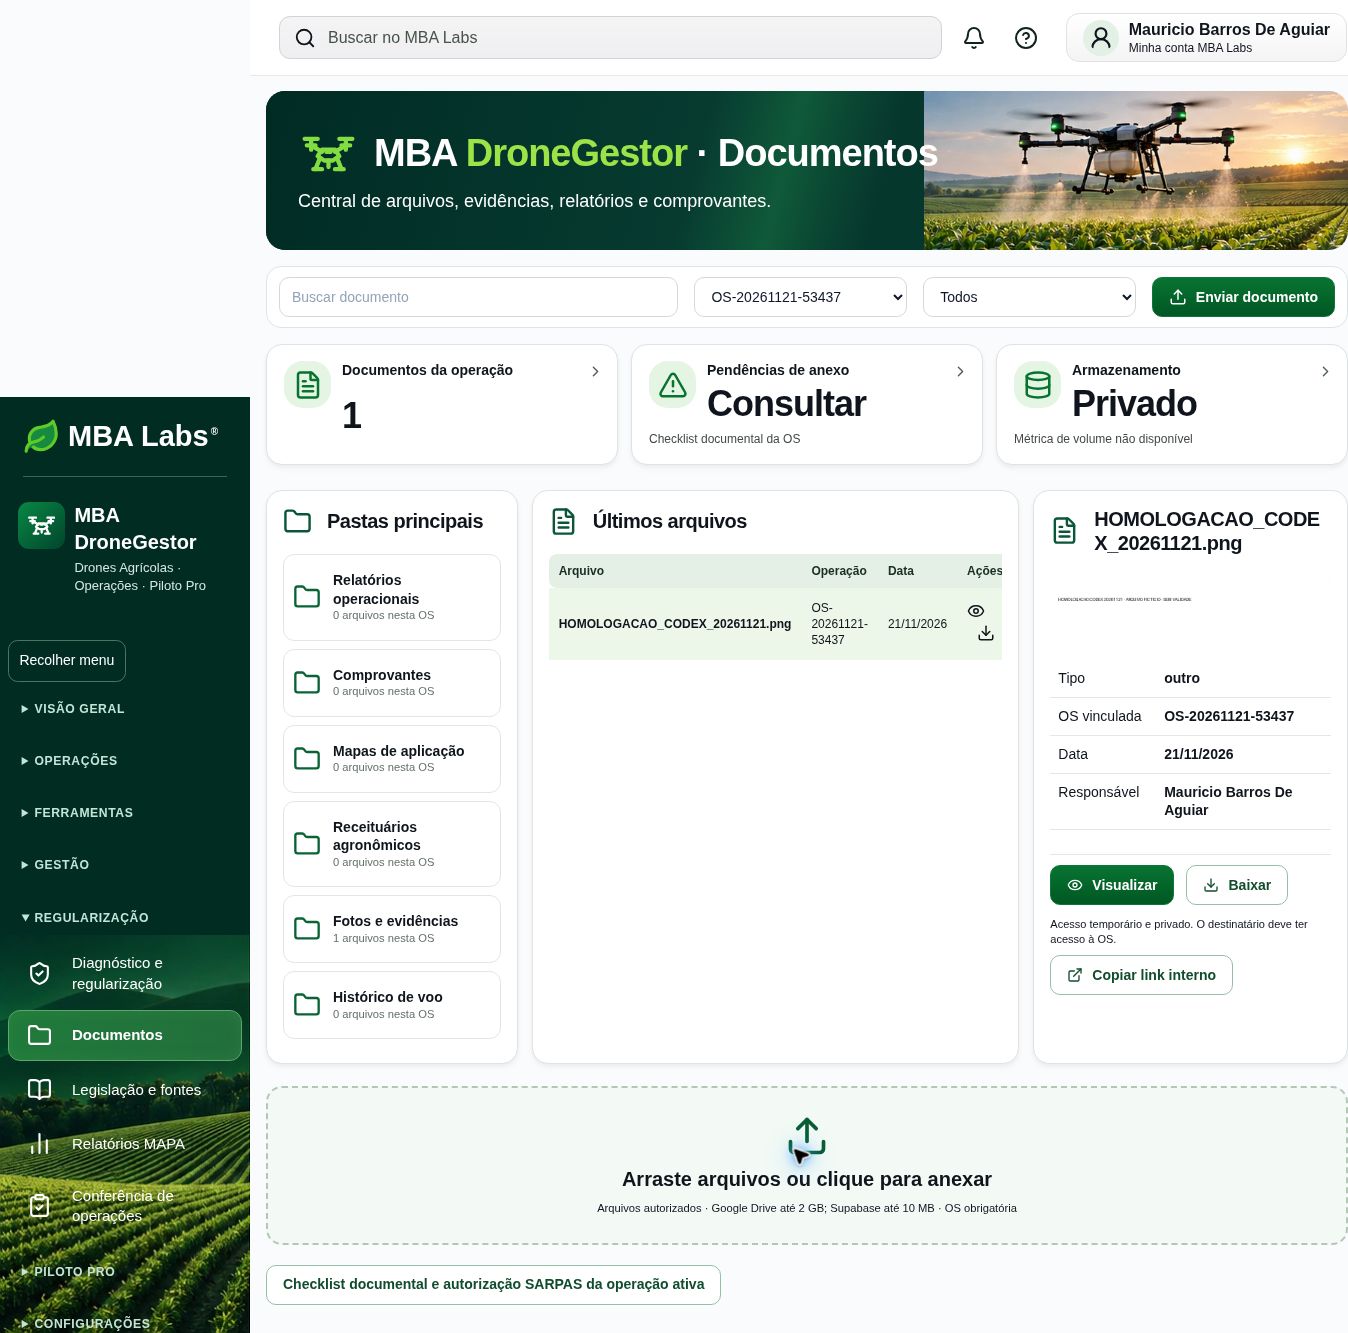 Buscar no MBA Labs
Mauricio Barros De Aguiar
Minha conta MBA Labs
MBA DroneGestor · Documentos
Central de arquivos, evidências, relatórios e comprovantes.
Buscar documento
OS-20261121-53437
Todos
Enviar documento
Documentos da operação
1
Pendências de anexo
Consultar
Checklist documental da OS
Armazenamento
Privado
Métrica de volume não disponível
MBA Labs®
MBA
DroneGestor
Drones Agrícolas ·
Operações · Piloto Pro
Recolher menu
VISÃO GERAL
OPERAÇÕES
FERRAMENTAS
GESTÃO
REGULARIZAÇÃO
Diagnóstico e
regularização
Documentos
Legislação e fontes
Relatórios MAPA
Conferência de
operações
PILOTO PRO
CONFIGURAÇÕES
Pastas principais
Relatórios
operacionais
0 arquivos nesta OS
Comprovantes
0 arquivos nesta OS
Mapas de aplicação
0 arquivos nesta OS
Receituários
agronômicos
0 arquivos nesta OS
Fotos e evidências
1 arquivos nesta OS
Histórico de voo
0 arquivos nesta OS
Últimos arquivos
Arquivo Operação Data Ações
HOMOLOGACAO_CODEX_20261121.png
OS-
20261121-
53437
21/11/2026
HOMOLOGACAO_CODE
X_20261121.png
Tipo outro
OS vinculada OS-20261121-53437
Data 21/11/2026
Responsável Mauricio Barros De
Aguiar
Visualizar
Baixar
Acesso temporário e privado. O destinatário deve ter
acesso à OS.
Copiar link interno
Arraste arquivos ou clique para anexar
Arquivos autorizados · Google Drive até 2 GB; Supabase até 10 MB · OS obrigatória
Checklist documental e autorização SARPAS da operação ativa